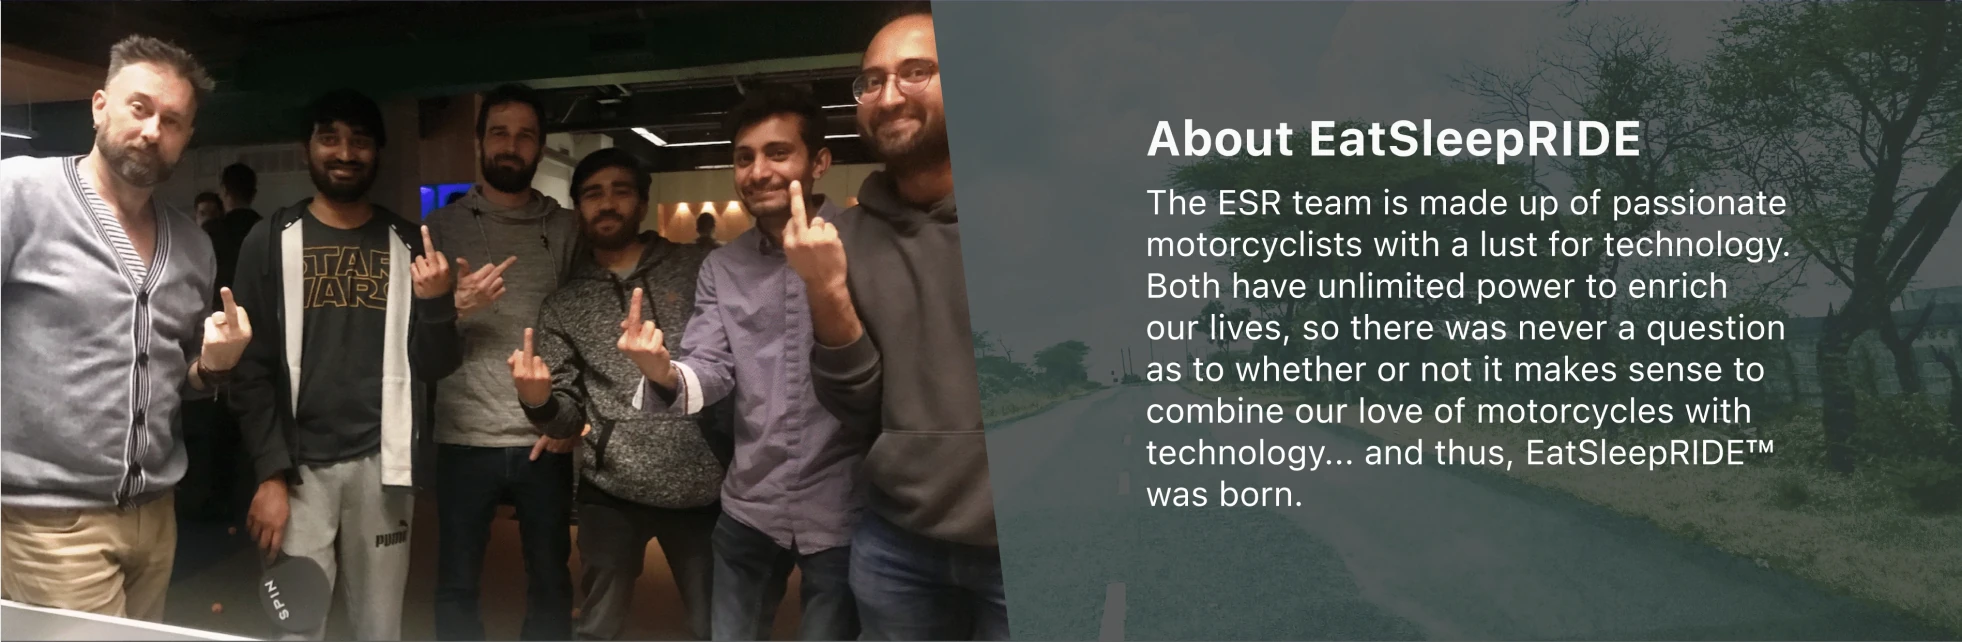 STAR
WARS
PUMA
SPIN
About EatSleepRIDE
The ESR team is made up of passionate
motorcyclists with a lust for technology.
Both have unlimited power to enrich
our lives, so there was never a question
as to whether or not it makes sense to
combine our love of motorcycles with
technology... and thus, EatSleepRIDE™
was born.